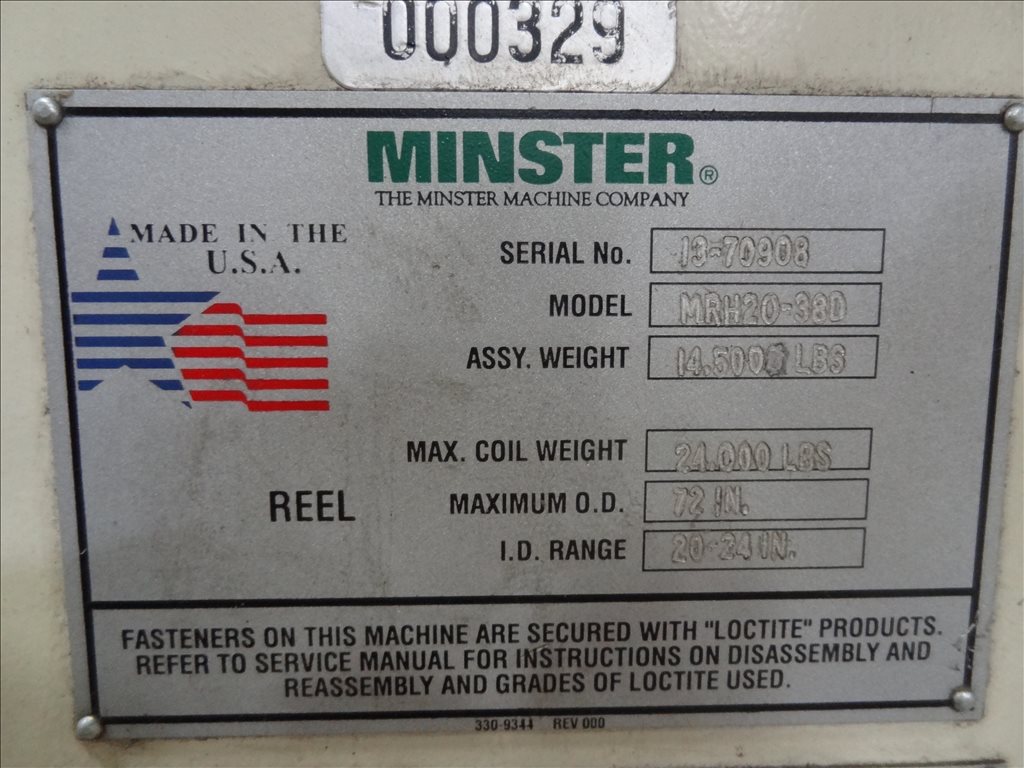 000329
MINSTER®
THE MINSTER MACHINE COMPANY
MADE IN THE
U.S.A.
SERIAL No. 13-70908
MODEL MRH20-38D
ASSY. WEIGHT 14.500 LBS
MAX. COIL WEIGHT 24.000 LBS
REEL
MAXIMUM O.D. 72 IN.
I.D. RANGE 20-24 IN.
FASTENERS ON THIS MACHINE ARE SECURED WITH "LOCTITE" PRODUCTS.
REFER TO SERVICE MANUAL FOR INSTRUCTIONS ON DISASSEMBLY AND
REASSEMBLY AND GRADES OF LOCTITE USED.
330-9344 REV 000